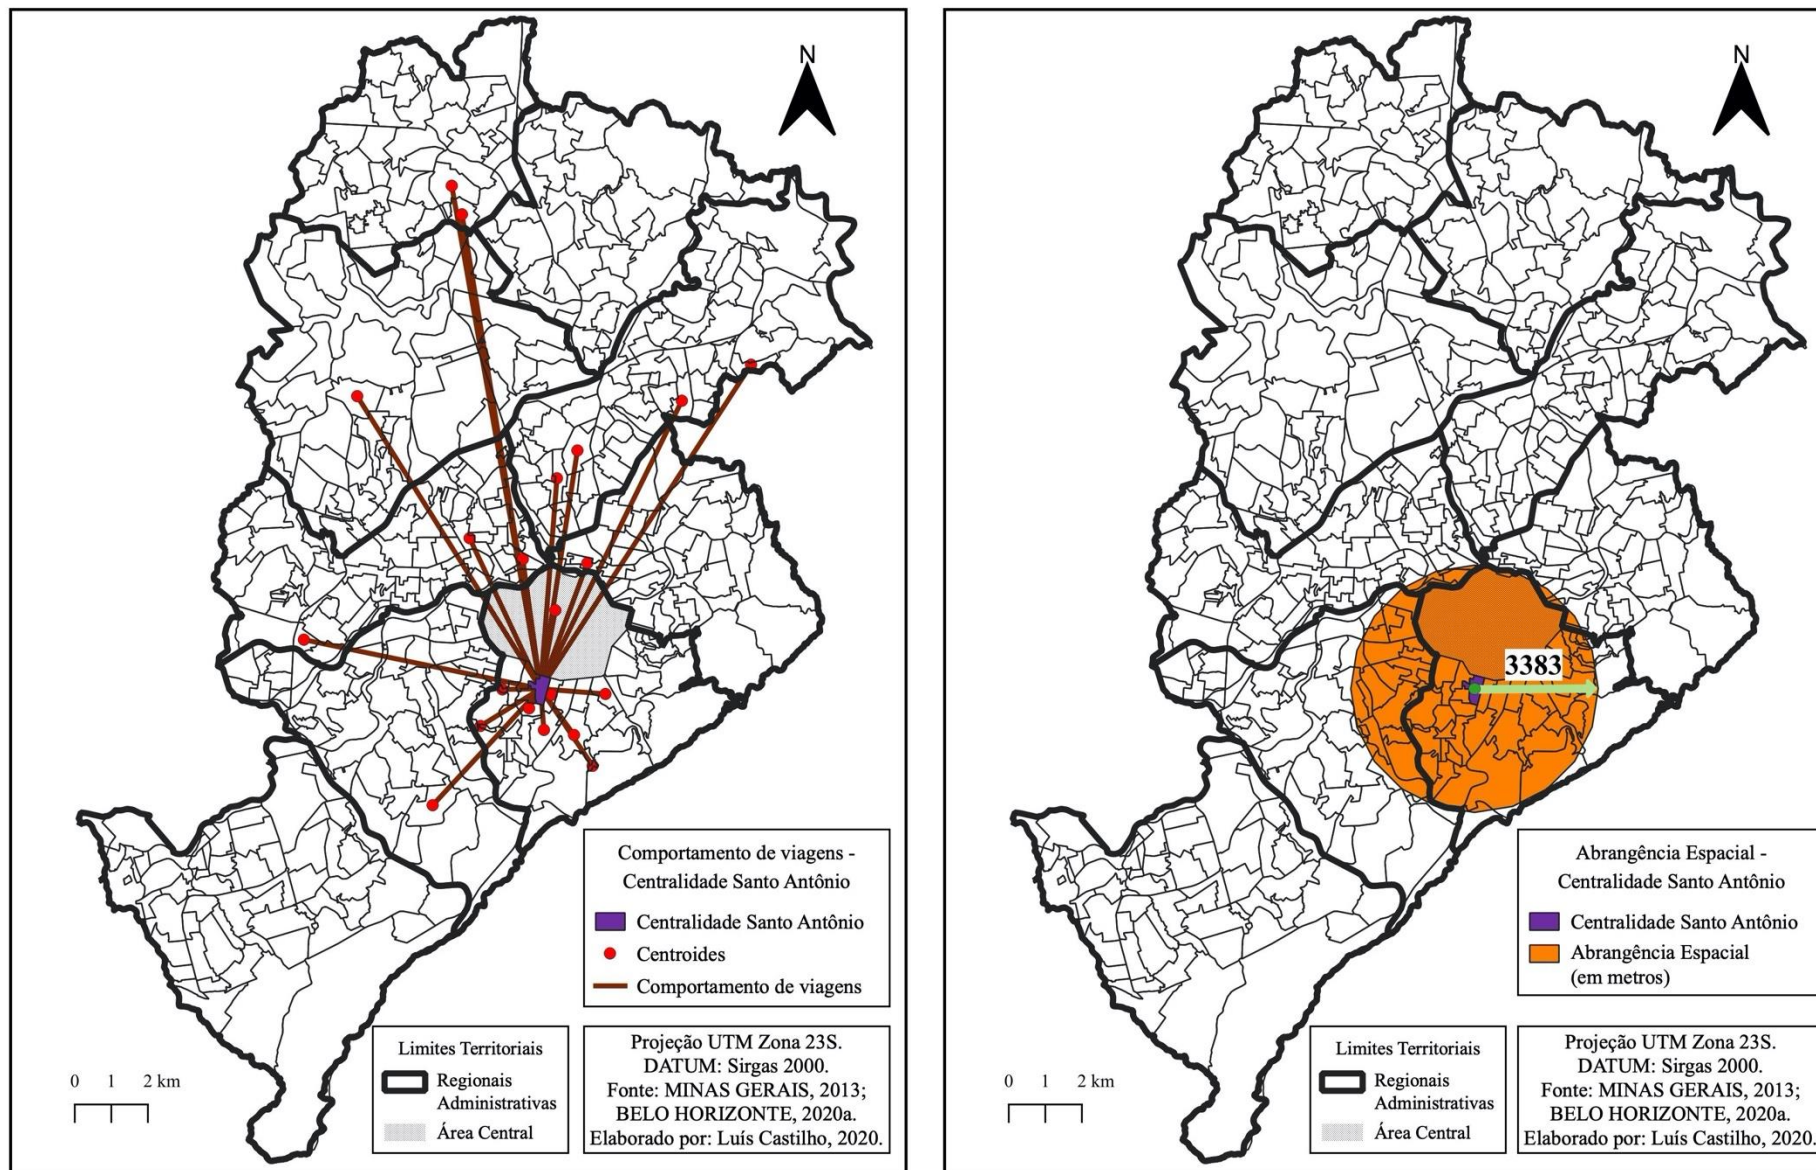 N
Comportamento de viagens -
Centralidade Santo Antônio
Centralidade Santo Antônio
Centroides
Comportamento de viagens
Limites Territoriais
Regionais
Administrativas
Área Central
Projeção UTM Zona 23S.
DATUM: Sirgas 2000.
Fonte: MINAS GERAIS, 2013;
BELO HORIZONTE, 2020a.
Elaborado por: Luís Castilho, 2020.
0 1 2 km
N
3383
Abrangência Espacial -
Centralidade Santo Antônio
Centralidade Santo Antônio
Abrangência Espacial
(em metros)
Limites Territoriais
Regionais
Administrativas
Área Central
Projeção UTM Zona 23S.
DATUM: Sirgas 2000.
Fonte: MINAS GERAIS, 2013;
BELO HORIZONTE, 2020a.
Elaborado por: Luís Castilho, 2020.
0 1 2 km